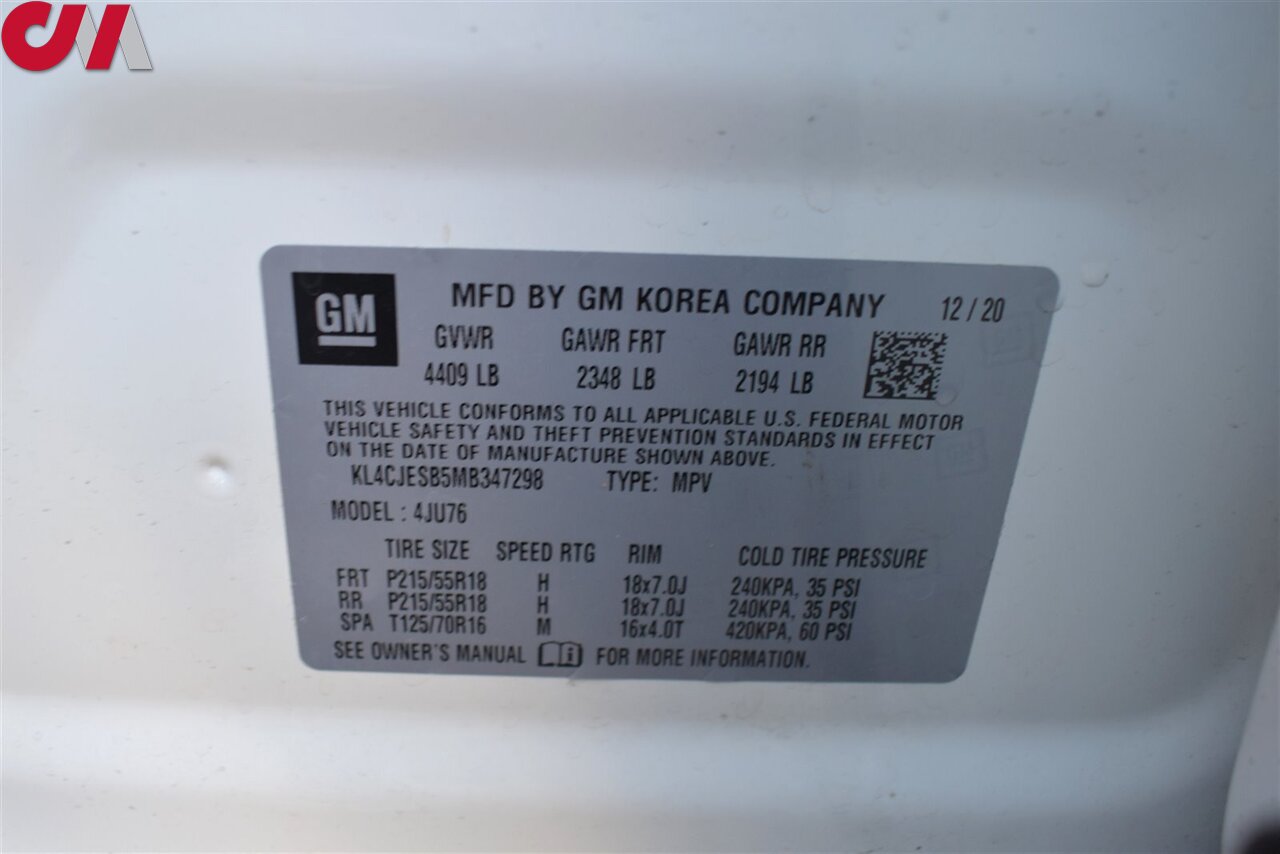 CM
GM
MFD BY GM KOREA COMPANY 12 / 20
GVWR GAWR FRT GAWR RR
4409 LB 2348 LB 2194 LB
THIS VEHICLE CONFORMS TO ALL APPLICABLE U.S. FEDERAL MOTOR
VEHICLE SAFETY AND THEFT PREVENTION STANDARDS IN EFFECT
ON THE DATE OF MANUFACTURE SHOWN ABOVE.
KL4CJESB5MB347298 TYPE: MPV
MODEL : 4JU76
TIRE SIZE SPEED RTG RIM COLD TIRE PRESSURE
FRT P215/55R18 H 18x7.0J 240KPA, 35 PSI
RR P215/55R18 H 18x7.0J 240KPA, 35 PSI
SPA T125/70R16 M 16x4.0T 420KPA, 60 PSI
SEE OWNER'S MANUAL i FOR MORE INFORMATION.